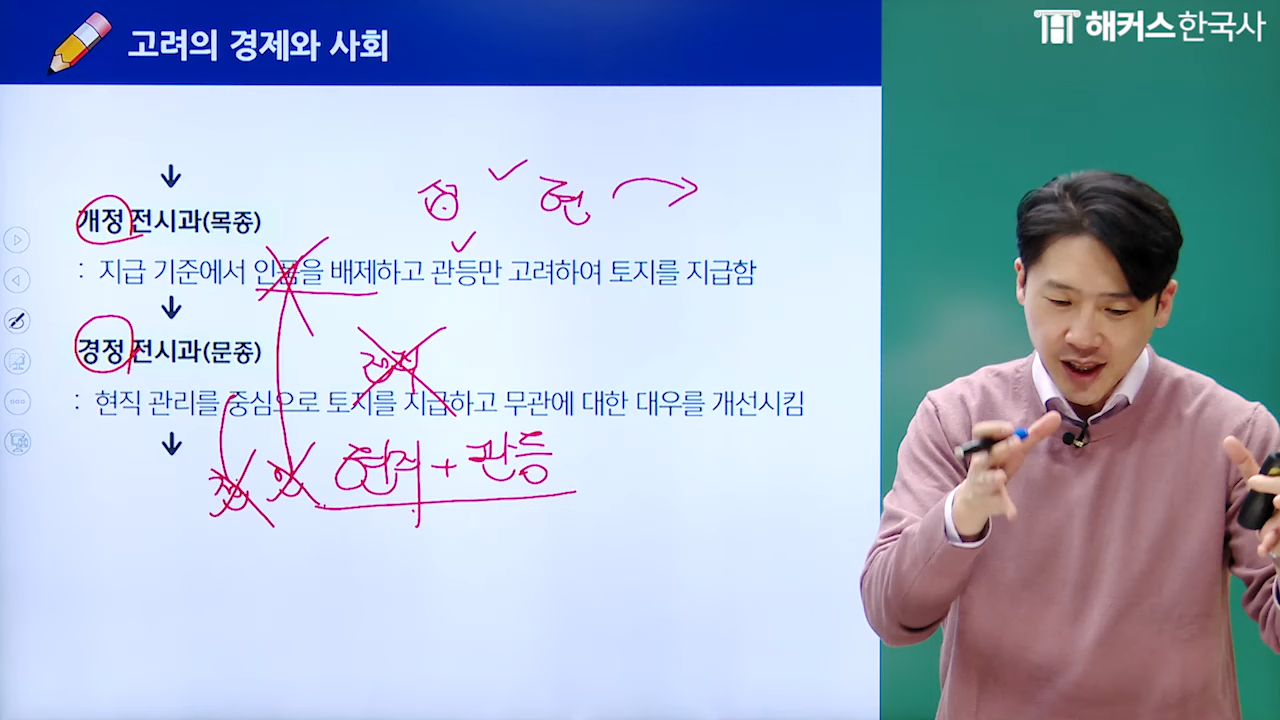 고려의 경제와 사회
해커스한국사
개정 전시과(목종)
: 지급 기준에서 인품을 배제하고 관등만 고려하여 토지를 지급함
경정 전시과(문종)
전직
: 현직 관리를 중심으로 토지를 지급하고 무관에 대한 대우를 개선시킴
현직 + 관등